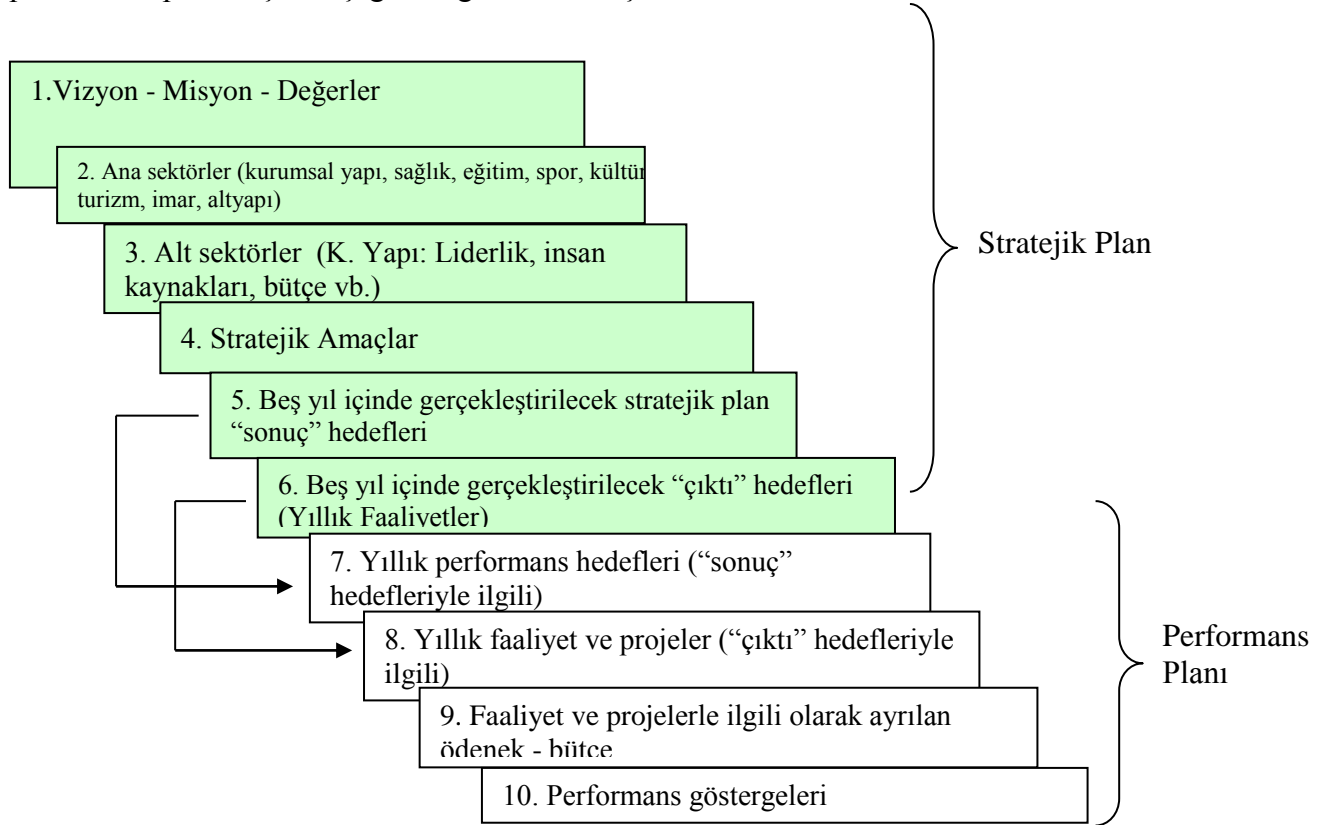 1.Vizyon - Misyon - Değerler
2. Ana sektörler (kurumsal yapı, sağlık, eğitim, spor, kültür
turizm, imar, altyapı)
3. Alt sektörler (K. Yapı: Liderlik, insan
kaynakları, bütçe vb.)
Stratejik Plan
4. Stratejik Amaçlar
5. Beş yıl içinde gerçekleştirilecek stratejik plan
“sonuç” hedefleri
6. Beş yıl içinde gerçekleştirilecek “çıktı” hedefleri
(Yıllık Faaliyetler)
7. Yıllık performans hedefleri (“sonuç”
hedefleriyle ilgili)
8. Yıllık faaliyet ve projeler (“çıktı” hedefleriyle
ilgili)
Performans
Planı
9. Faaliyet ve projelerle ilgili olarak ayrılan
ödenek - bütçe
10. Performans göstergeleri